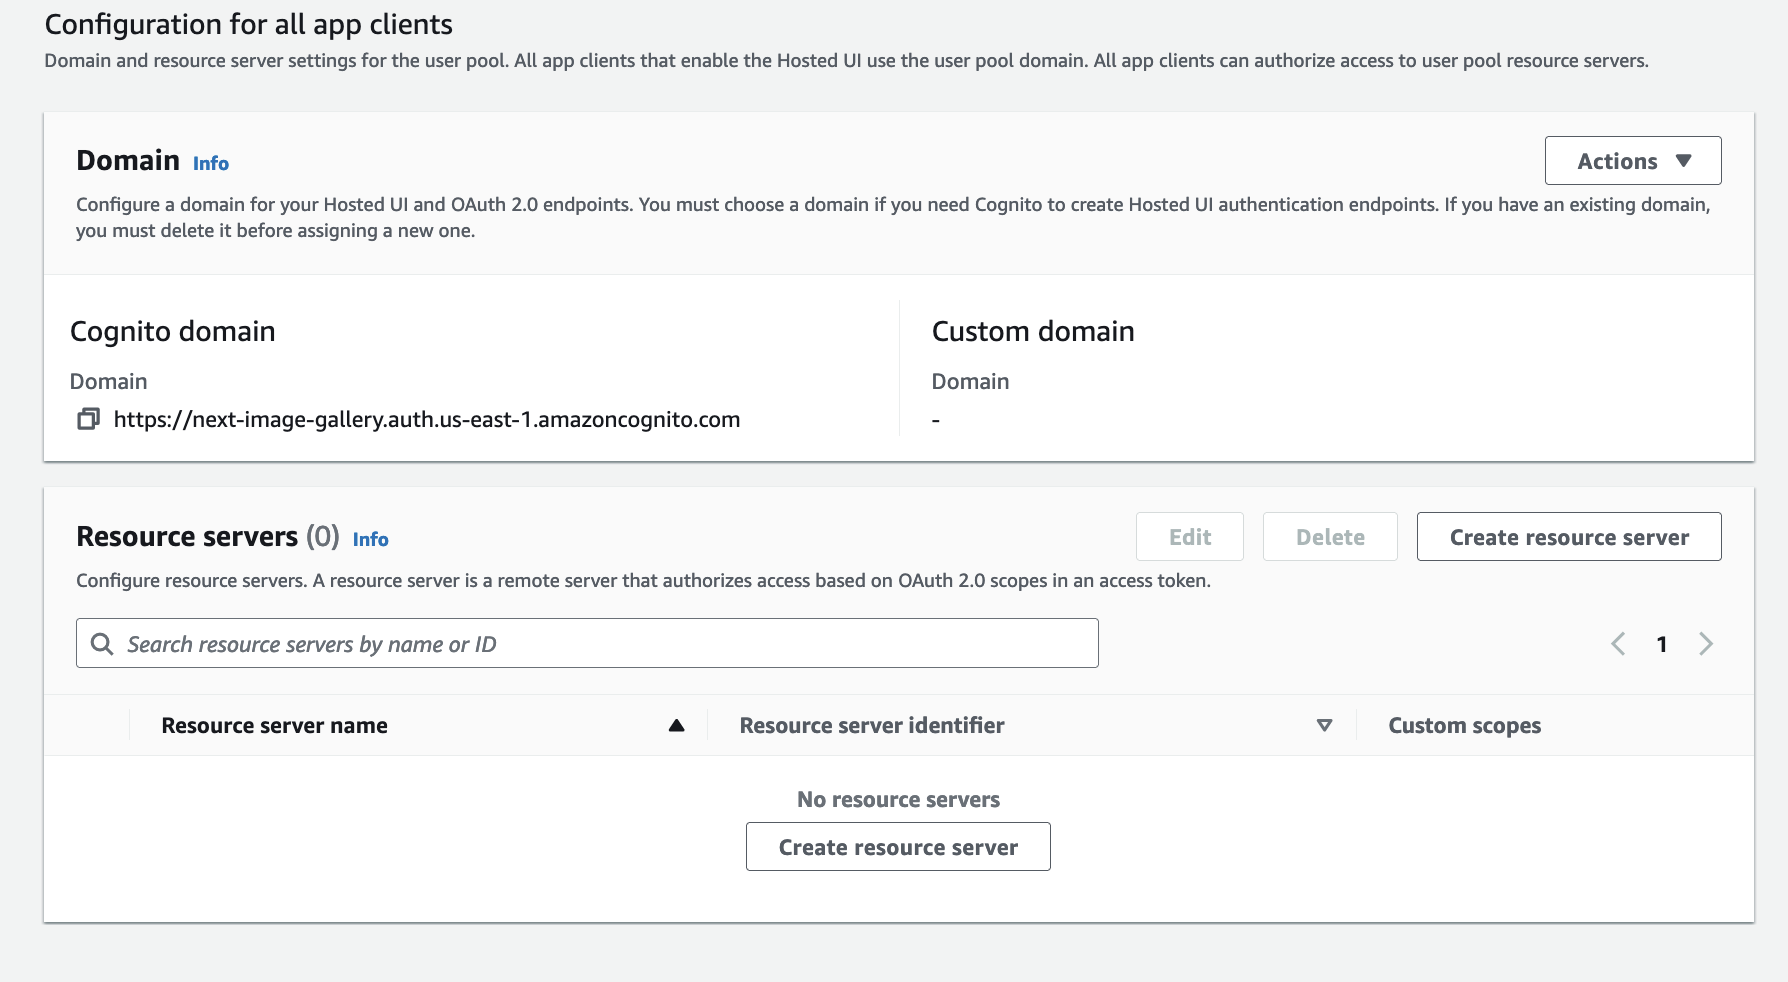 Configuration for all app clients
Domain and resource server settings for the user pool. All app clients that enable the Hosted UI use the user pool domain. All app clients can authorize access to user pool resource servers.
Domain Info
Actions
Configure a domain for your Hosted UI and OAuth 2.0 endpoints. You must choose a domain if you need Cognito to create Hosted UI authentication endpoints. If you have an existing domain,
you must delete it before assigning a new one.
Cognito domain
Domain
https://next-image-gallery.auth.us-east-1.amazoncognito.com
Custom domain
Domain
-
Resource servers (0) Info
Edit
Delete
Create resource server
Configure resource servers. A resource server is a remote server that authorizes access based on OAuth 2.0 scopes in an access token.
Search resource servers by name or ID
1
Resource server name
Resource server identifier
Custom scopes
No resource servers
Create resource server